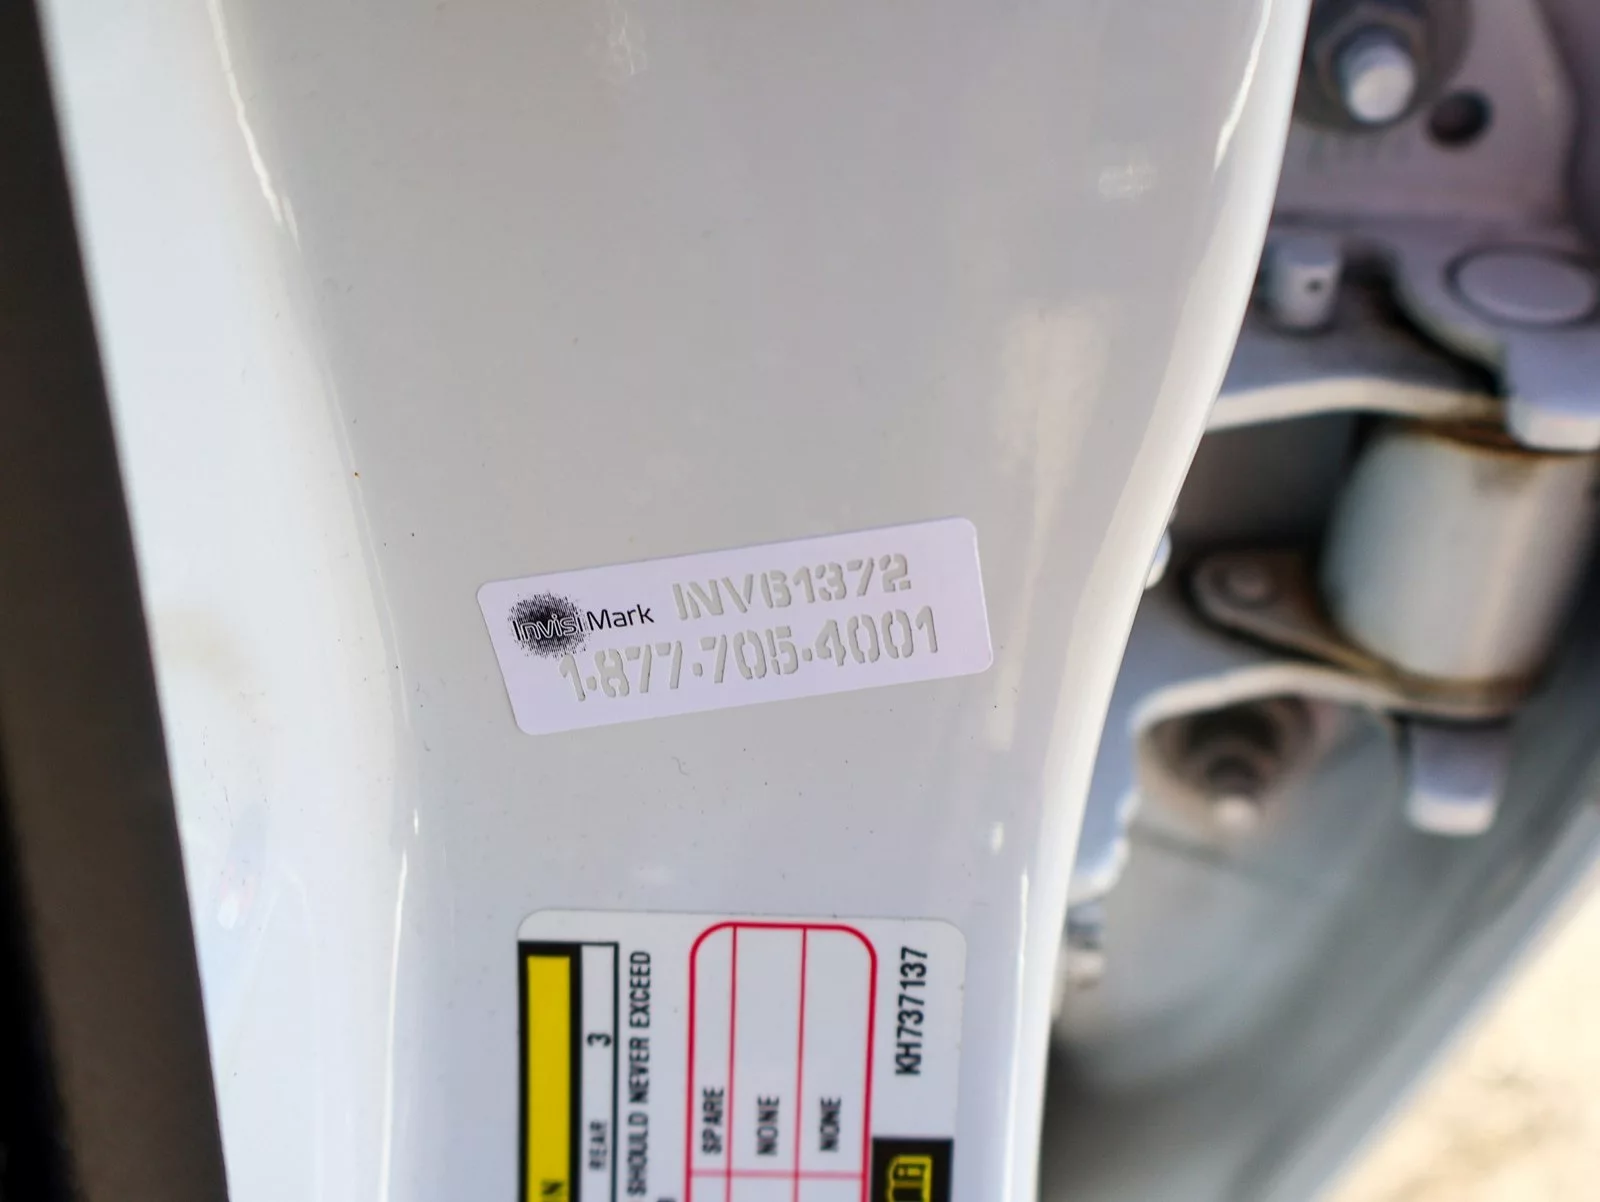 InvisiMark INV61372
1-877-705-4001
3
REAR
SHOULD NEVER EXCEED
SPARE
NONE
NONE
KH737137